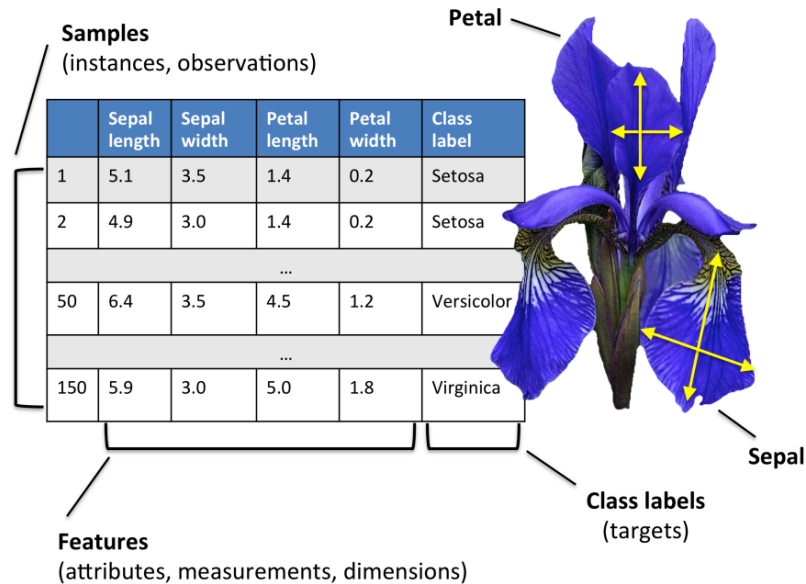 Samples
(instances, observations)
Petal
Sepal length Sepal width Petal length Petal width Class label
1 5.1 3.5 1.4 0.2 Setosa
2 4.9 3.0 1.4 0.2 Setosa
...
50 6.4 3.5 4.5 1.2 Versicolor
...
150 5.9 3.0 5.0 1.8 Virginica
Sepal
Class labels
(targets)
Features
(attributes, measurements, dimensions)